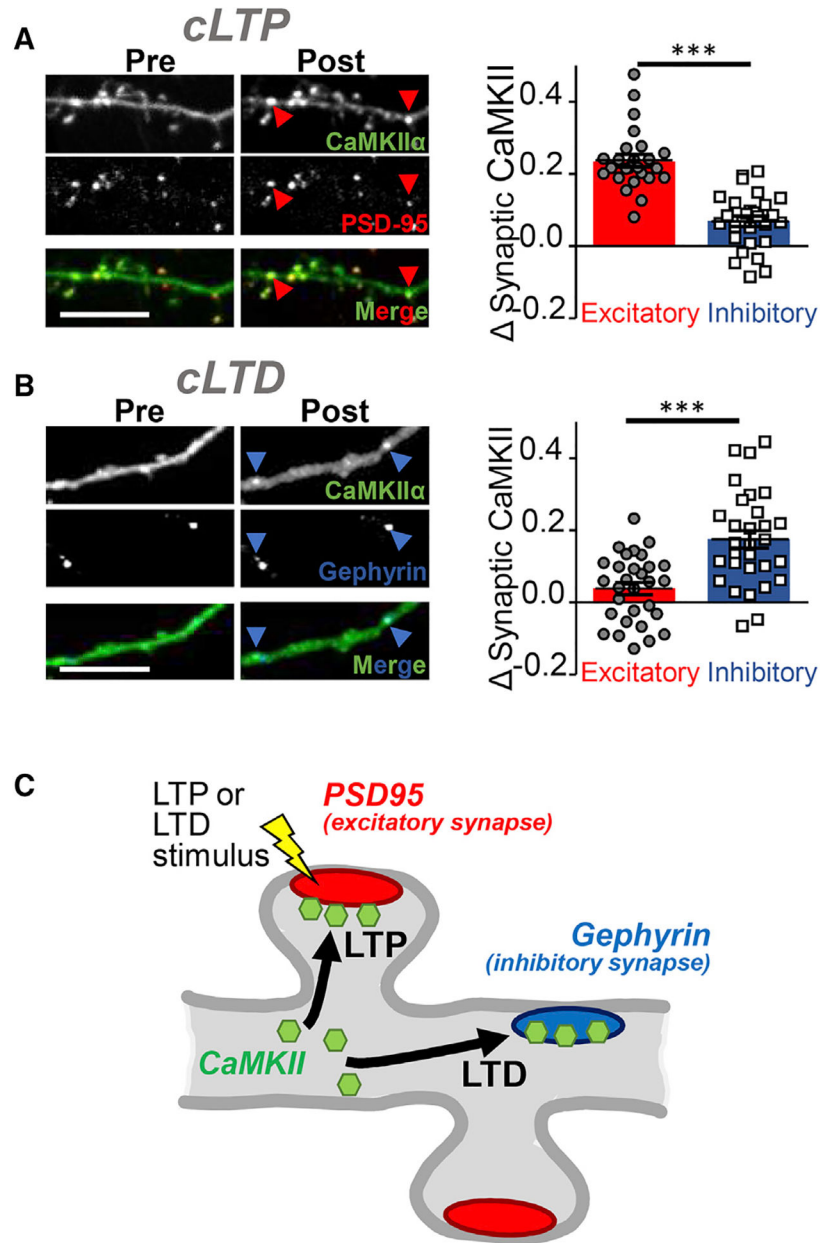 A
cLTP
Pre Post
CaMKIIα
PSD-95
Merge
***
Δ Synaptic CaMKII
0.4
0.2
0.0
-0.2
Excitatory Inhibitory
B
cLTD
Pre Post
CaMKIIα
Gephyrin
Merge
***
Δ Synaptic CaMKII
0.4
0.2
0.0
-0.2
Excitatory Inhibitory
C
LTP or
LTD
stimulus
PSD95
(excitatory synapse)
LTP
Gephyrin
(inhibitory synapse)
CaMKII
LTD